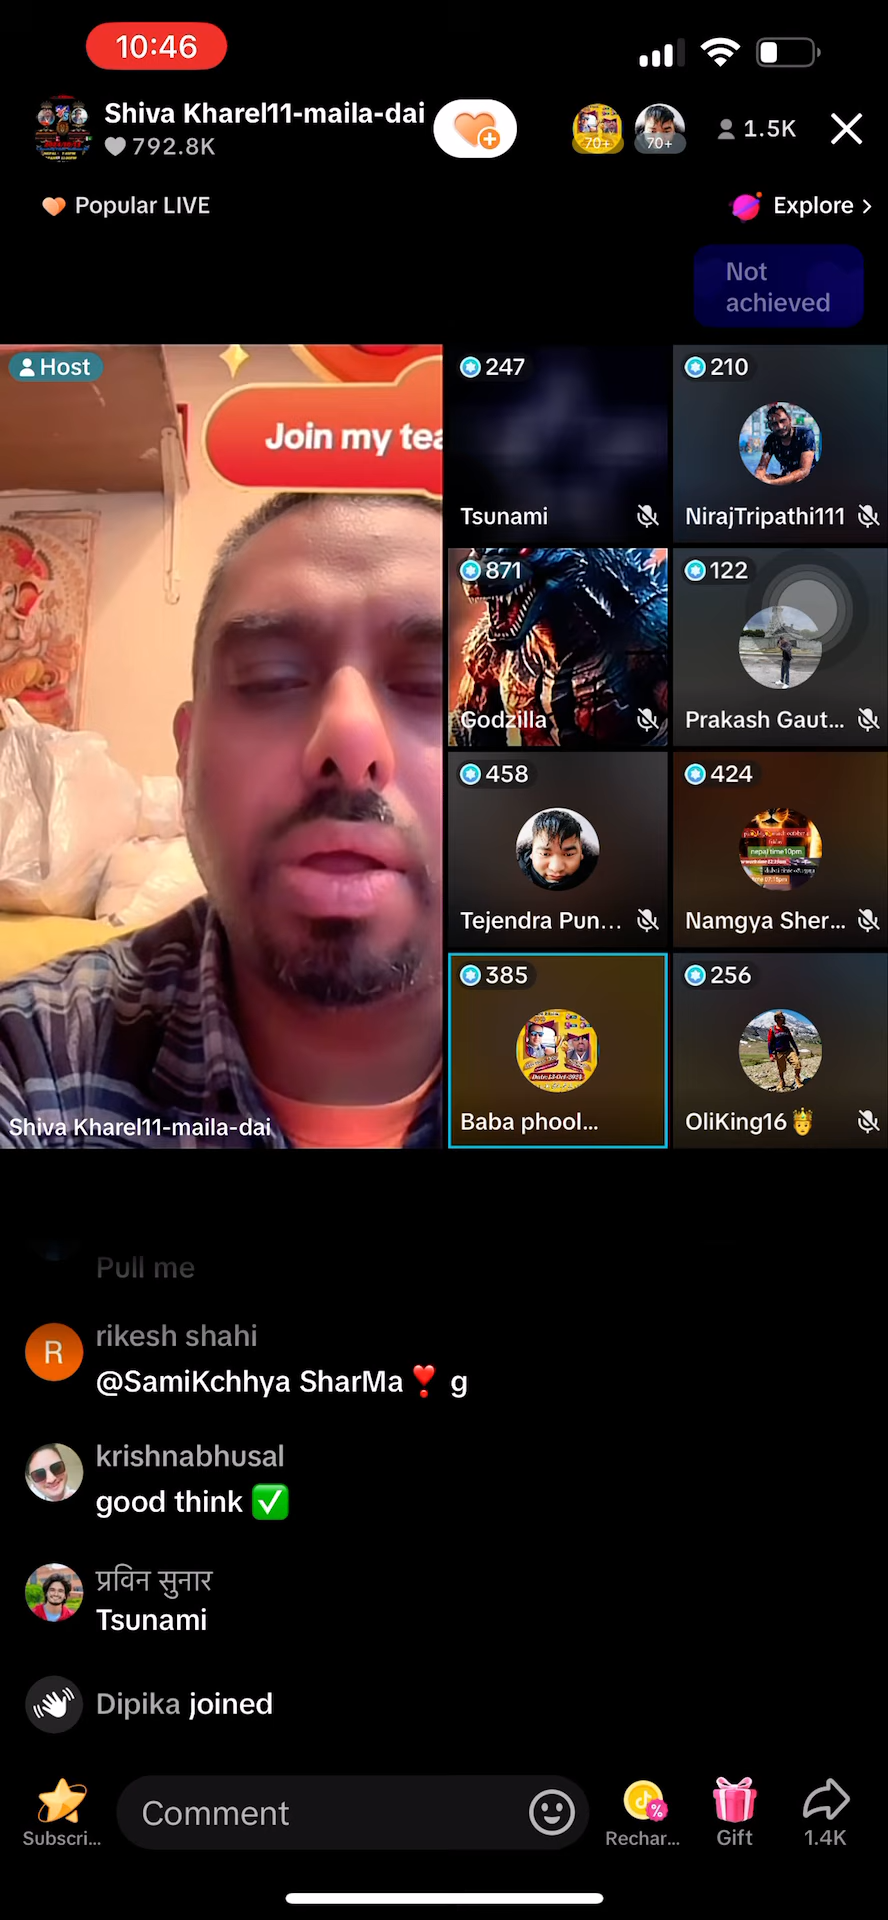 10:46
Shiva Kharel11-maila-dai
792.8K
70+
70+
1.5K
Popular LIVE
Explore >
Not
achieved
Host
Join my tea
247
Tsunami
210
NirajTripathi111
871
Godzilla
122
Prakash Gaut...
458
Tejendra Pun...
424
nepal time10pm
Namgya Sher...
385
Baba phool...
256
OliKing16🤴
Shiva Kharel11-maila-dai
Pull me
R
rikesh shahi
@SamiKchhya SharMa❣️ g
krishnabhusal
good think ✅
प्रविन सुनार
Tsunami
Dipika joined
Subscri...
Comment
Rechar...
Gift
1.4K